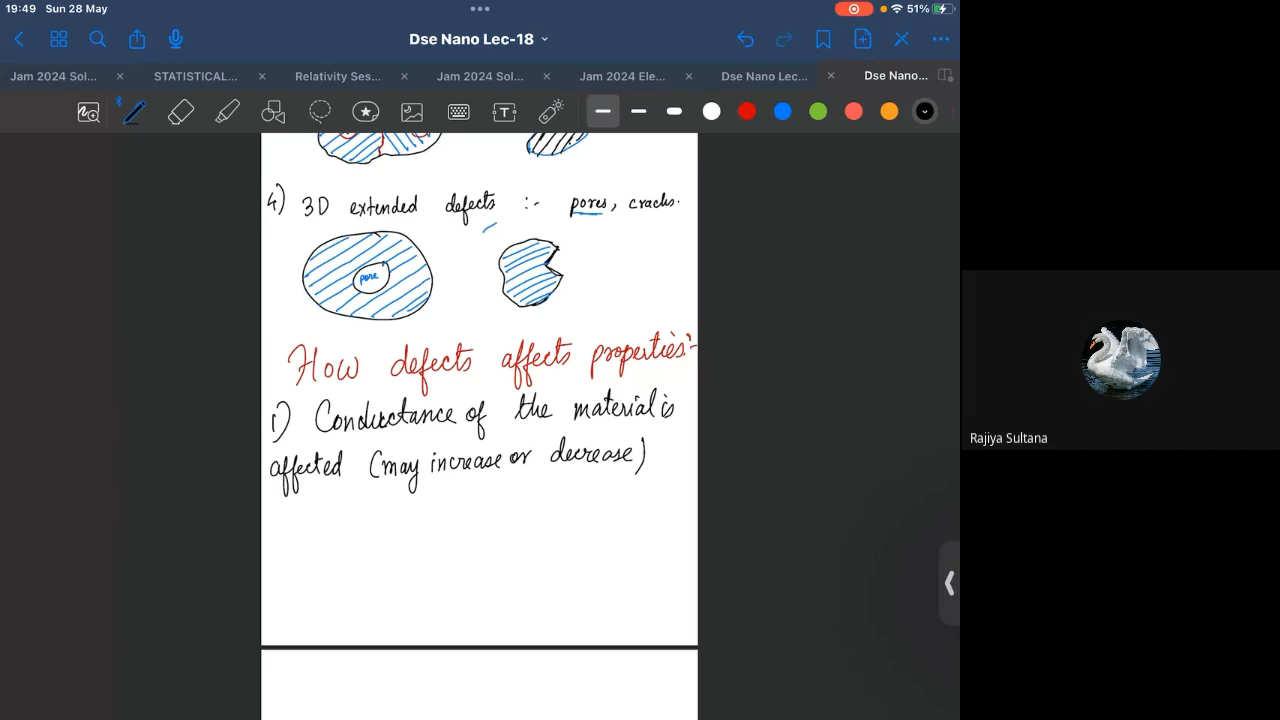 19:49 Sun 28 May
51%
Dse Nano Lec-18
Jam 2024 Sol...
STATISTICAL...
Relativity Ses...
Jam 2024 Sol...
Jam 2024 Ele...
Dse Nano Lec...
Dse Nano...
4) 3D extended defects :- pores, cracks.
pore
How defects affects properties:-
1) Conductance of the material is
affected (may increase or decrease)
Rajiya Sultana